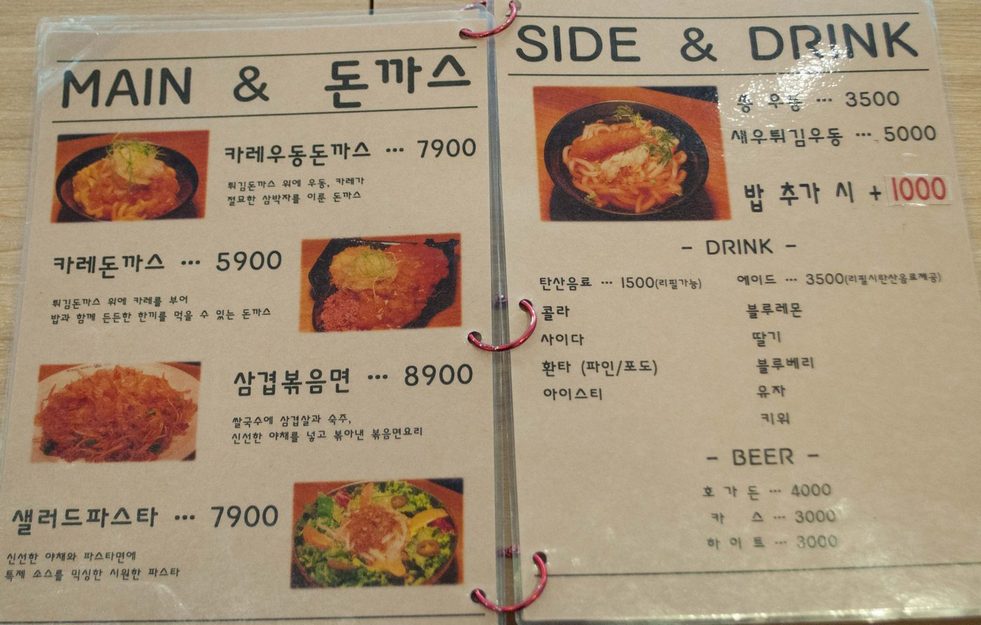 MAIN & 돈까스
카레우동돈까스 ··· 7900
튀김돈까스 위에 우동, 카레가
절묘한 삼박자를 이룬 돈까스
카레돈까스 ··· 5900
튀김돈까스 위에 카레를 부어
밥과 함께 든든한 한끼를 먹을 수 있는 돈까스
삼겹볶음면 ··· 8900
쌀국수에 삼겹살과 숙주,
신선한 야채를 넣고 볶아낸 볶음면요리
샐러드파스타 ··· 7900
신선한 야채와 파스타면에
특제 소스를 믹싱한 시원한 파스타
SIDE & DRINK
우동 ··· 3500
새우튀김우동 ··· 5000
밥 추가 시 + 1000
- DRINK -
탄산음료 ··· 1500(리필가능)
콜라
사이다
환타 (파인/포도)
아이스티
에이드 ··· 3500(리필시탄산음료제공)
블루레몬
딸기
블루베리
유자
키위
- BEER -
호가든 ··· 4000
카스 ··· 3000
하이트 ··· 3000